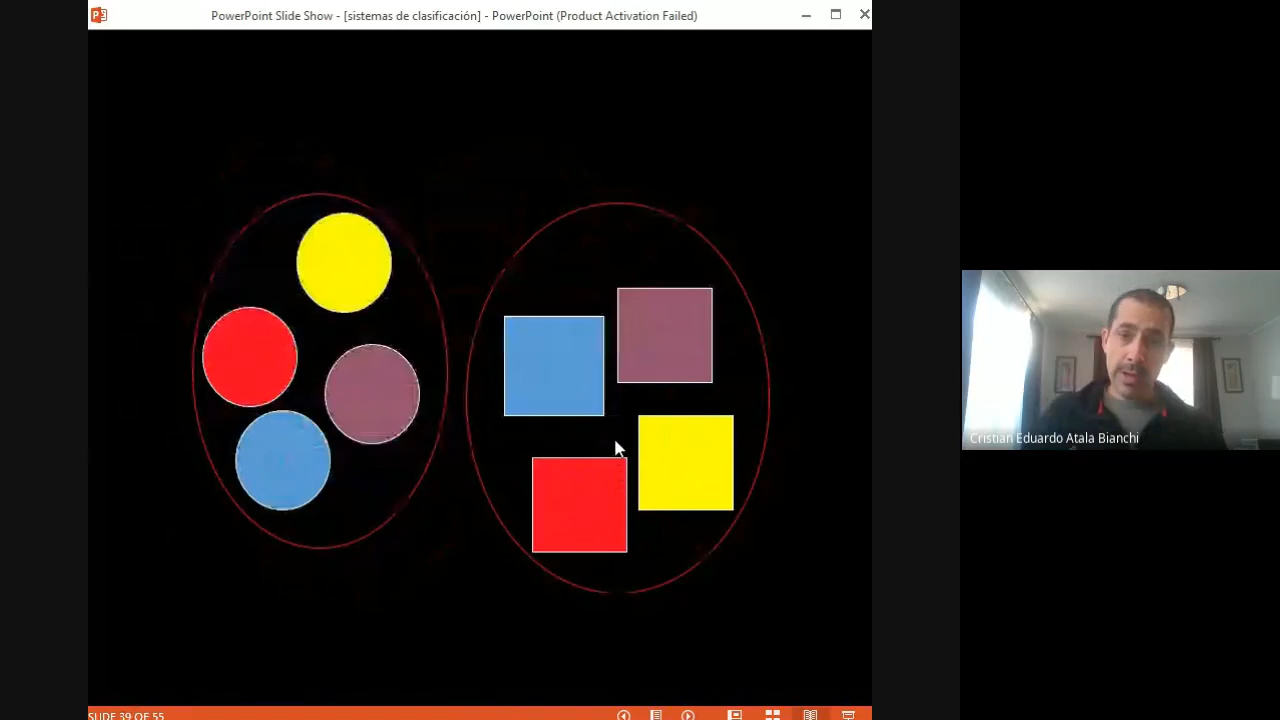 PowerPoint Slide Show - [sistemas de clasificación] - PowerPoint (Product Activation Failed)
Cristian Eduardo Atala Bianchi
SLIDE 39 OF 55